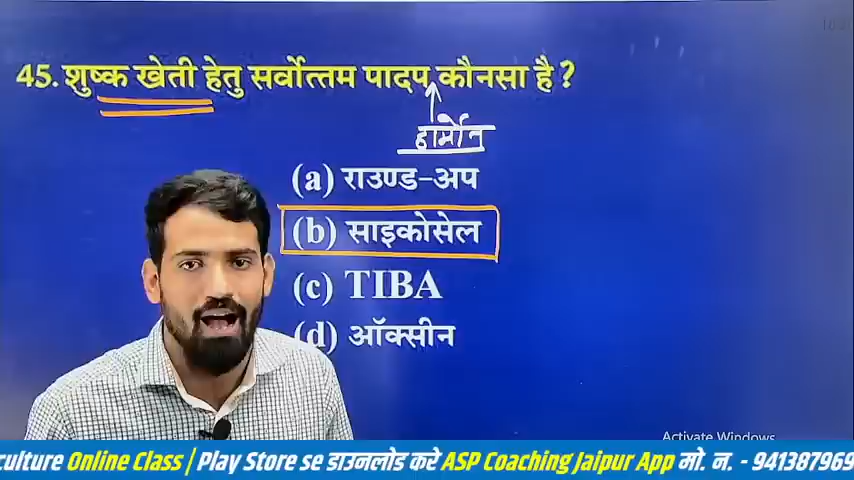 45. शुष्क खेती हेतु सर्वोत्तम पादप कौनसा है ?
हार्मोन
(a) राउण्ड-अप
(b) साइकोसेल
(c) TIBA
(d) ऑक्सीन
Activate Windows
culture Online Class | Play Store se डाउनलोड करे ASP Coaching Jaipur App मो. न. - 941387969